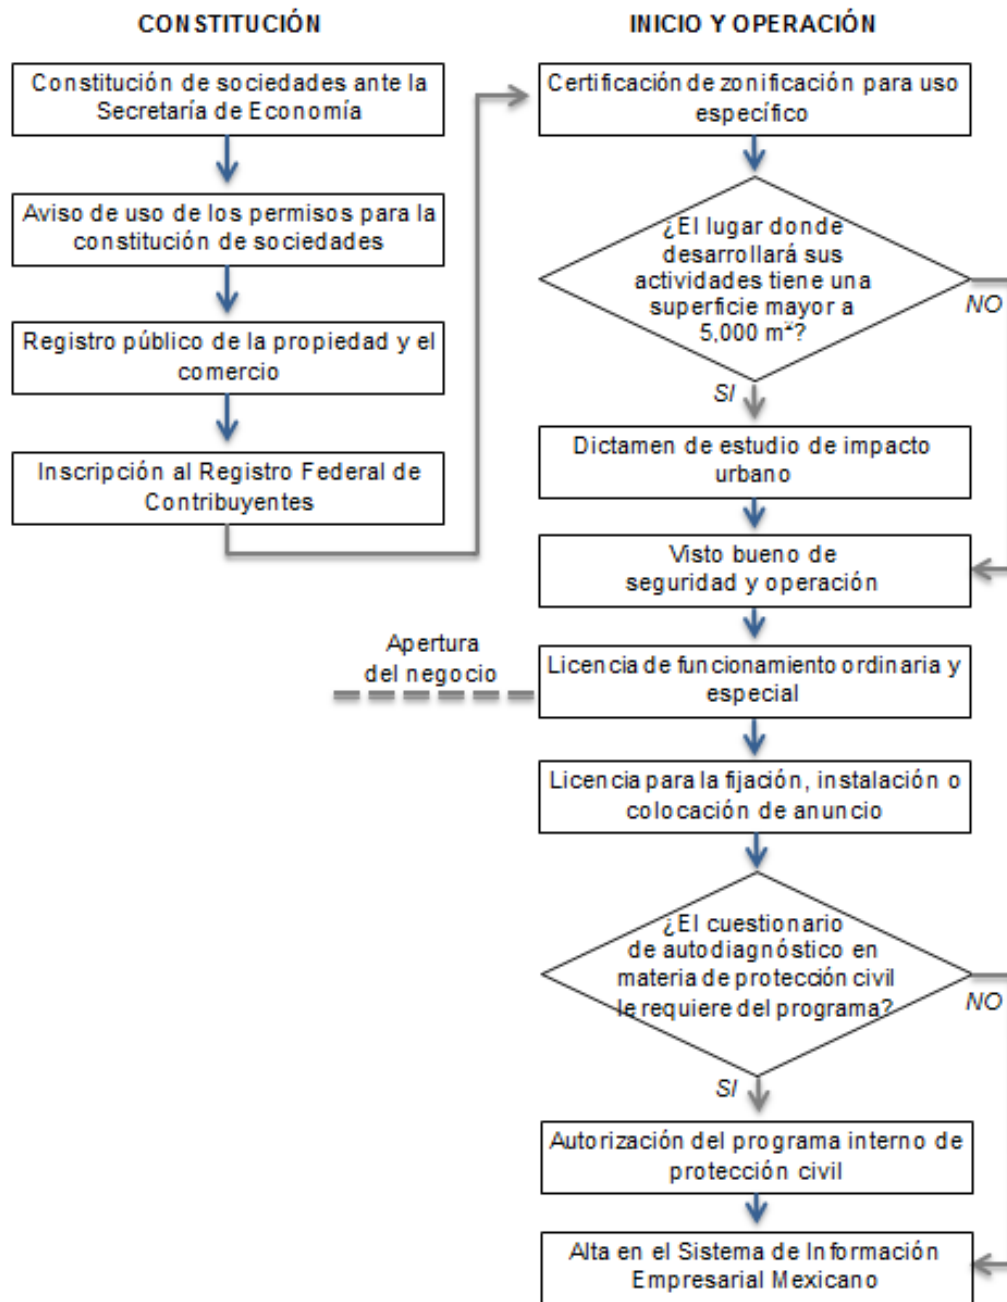 CONSTITUCIÓN
Constitución de sociedades ante la
Secretaría de Economía
Aviso de uso de los permisos para la
constitución de sociedades
Registro público de la propiedad y el
comercio
Inscripción al Registro Federal de
Contribuyentes
INICIO Y OPERACIÓN
Certificación de zonificación para uso
específico
¿El lugar donde
desarrollará sus
actividades tiene una
superficie mayor a
5,000 m²?
NO
SI
Dictamen de estudio de impacto
urbano
Visto bueno de
seguridad y operación
Apertura
del negocio
Licencia de funcionamiento ordinaria y
especial
Licencia para la fijación, instalación o
colocación de anuncio
¿El cuestionario
de autodiagnóstico en
materia de protección civil
le requiere del programa?
NO
SI
Autorización del programa interno de
protección civil
Alta en el Sistema de Información
Empresarial Mexicano